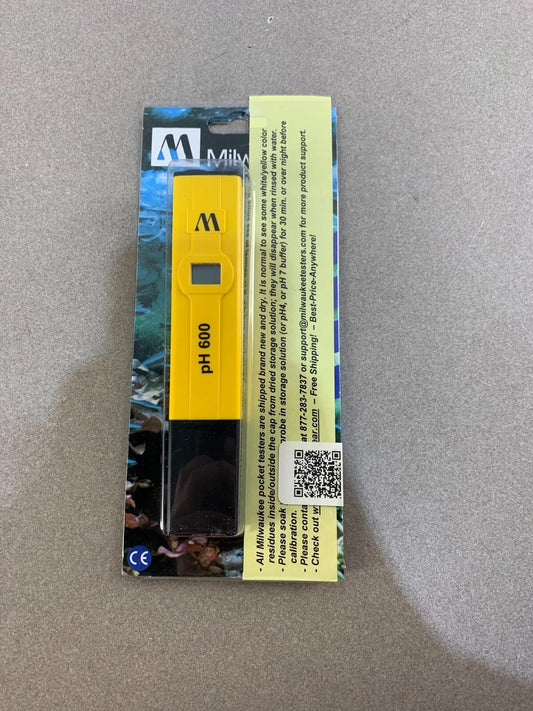 M
Milw
M
pH 600
CE
- All Milwaukee pocket testers are shipped brand new and dry. It is normal to see some white/yellow color
residues inside/outside the cap from dried storage solution; they will disappear when rinsed with water.
- Please soak probe in storage solution (or pH4, or pH 7 buffer) for 30 min. or over night before
calibration.
- Please conta at 877-283-7837 or support@milwaukeetesters.com for more product support.
- Check out w ear.com – Free Shipping! – Best-Price-Anywhere!